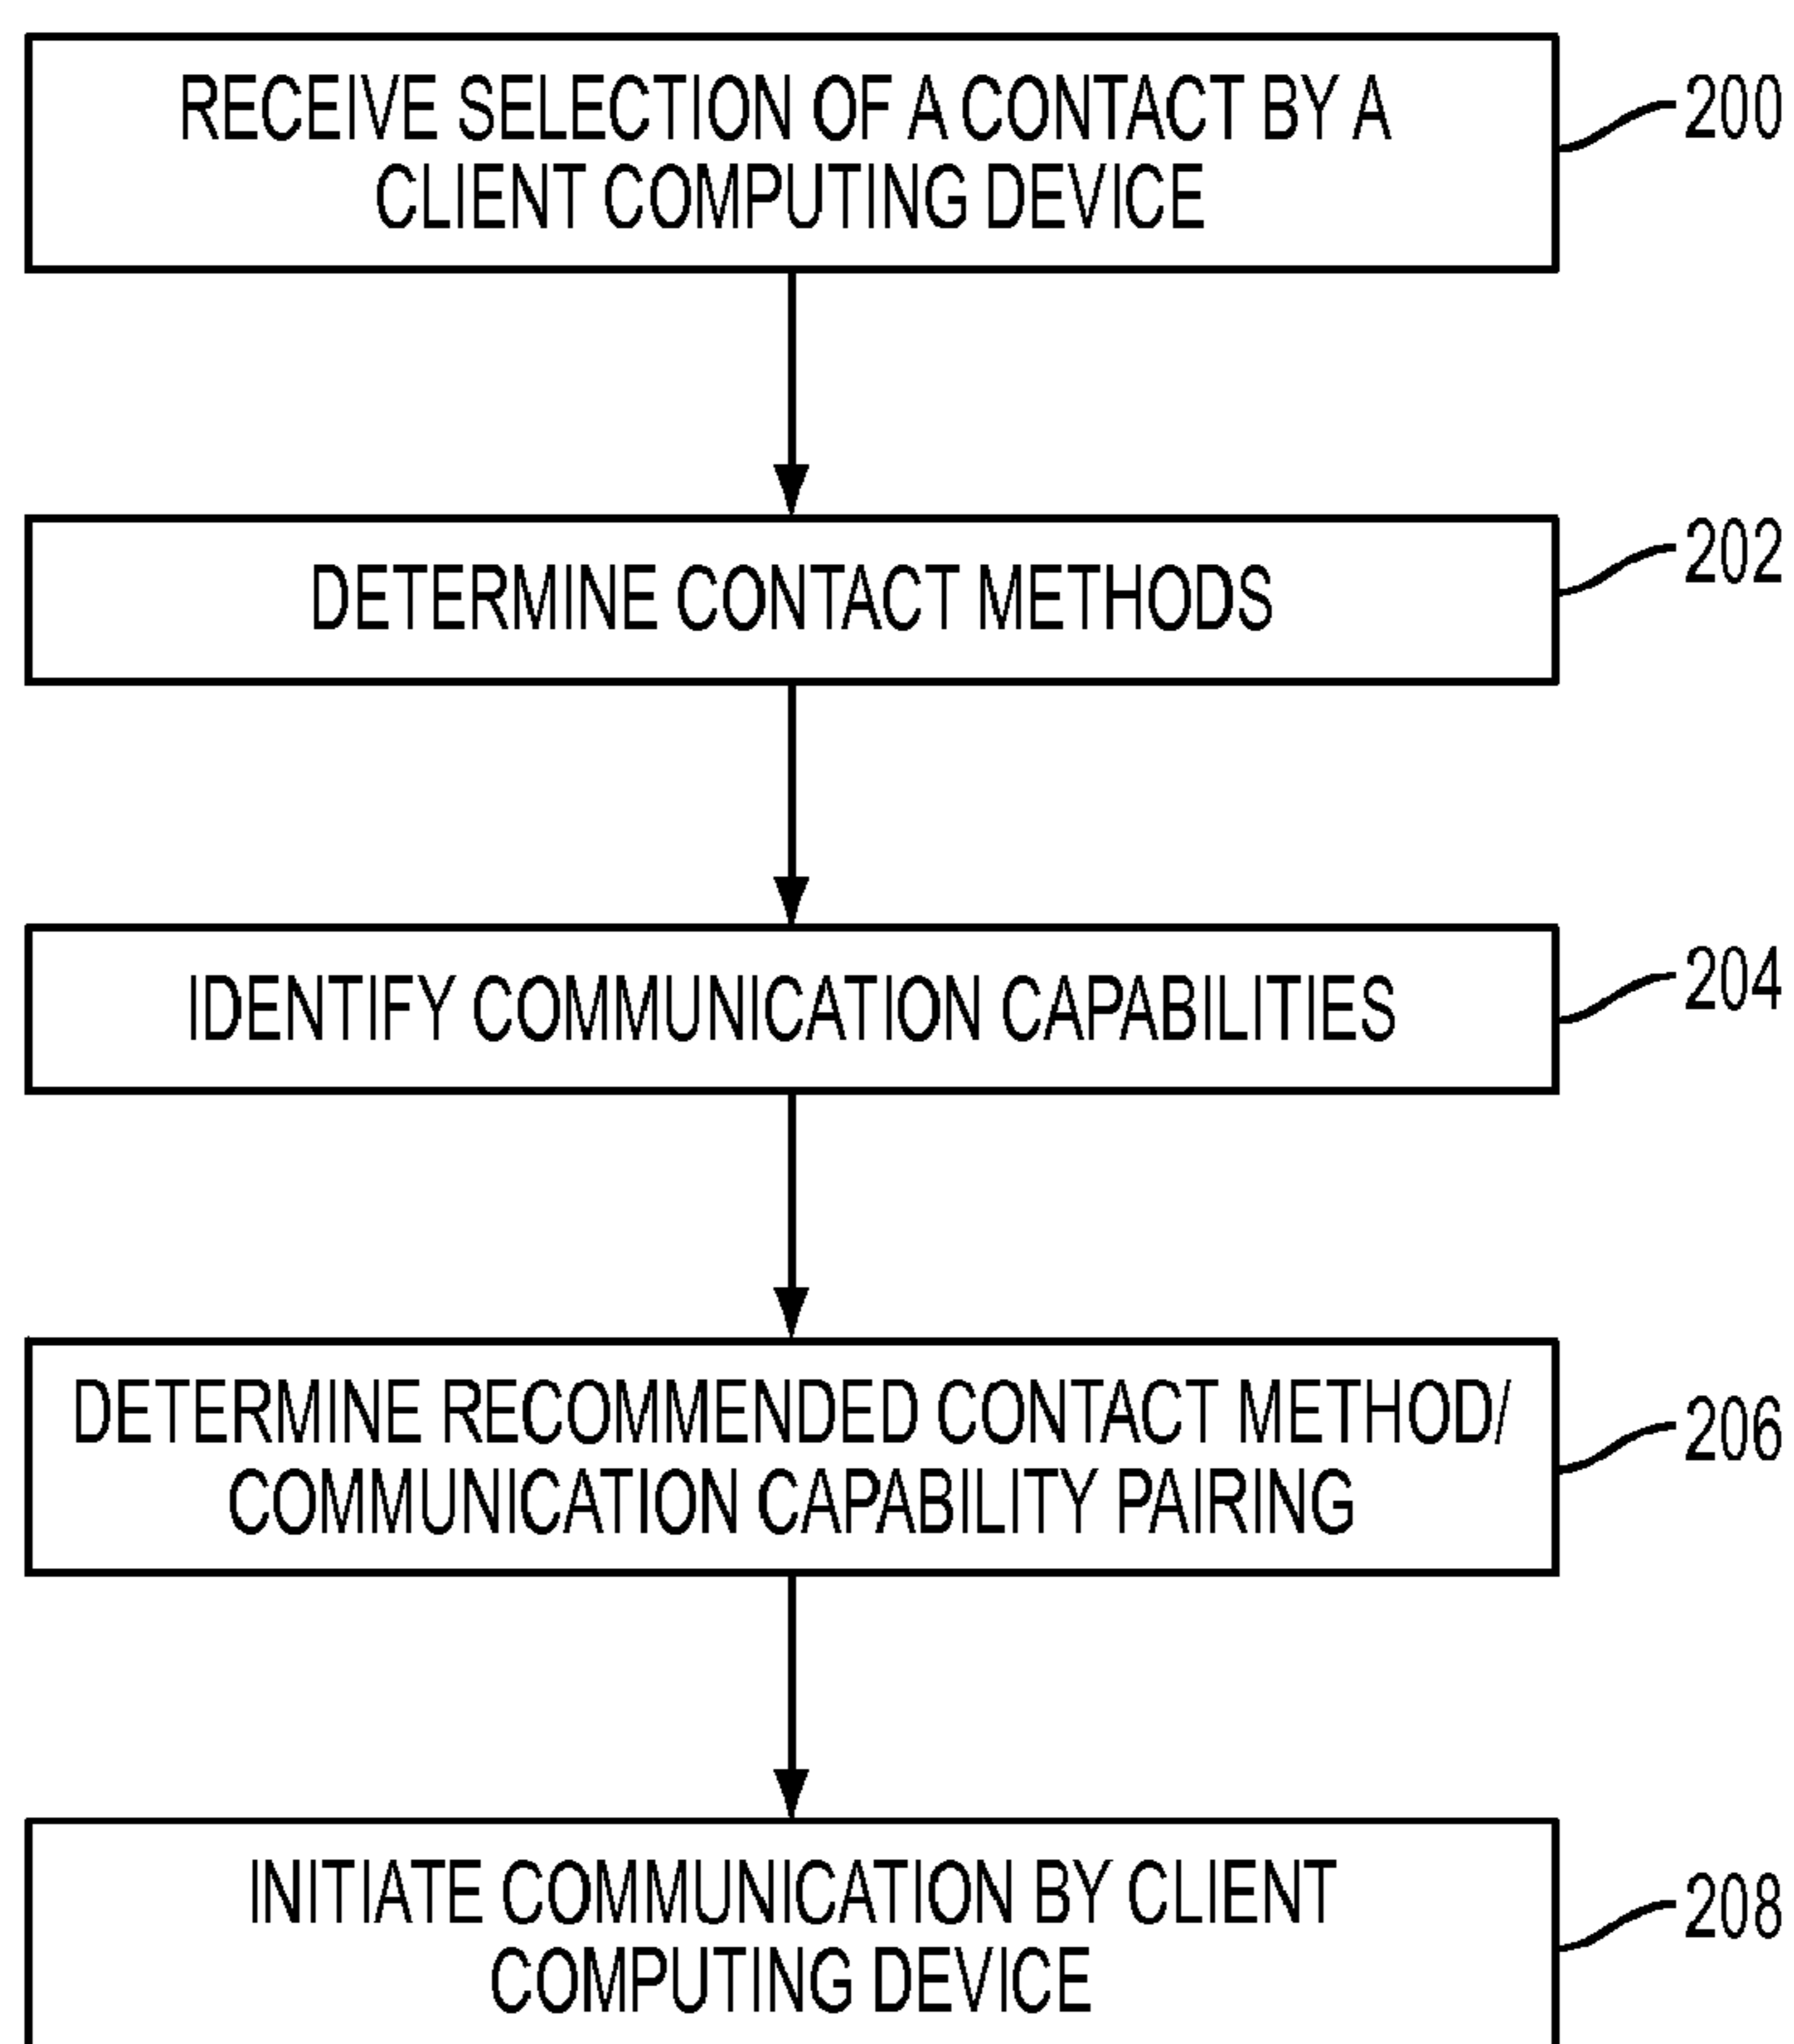 RECEIVE SELECTION OF A CONTACT BY A
CLIENT COMPUTING DEVICE
200
DETERMINE CONTACT METHODS
202
IDENTIFY COMMUNICATION CAPABILITIES
204
DETERMINE RECOMMENDED CONTACT METHOD/
COMMUNICATION CAPABILITY PAIRING
206
INITIATE COMMUNICATION BY CLIENT
COMPUTING DEVICE
208